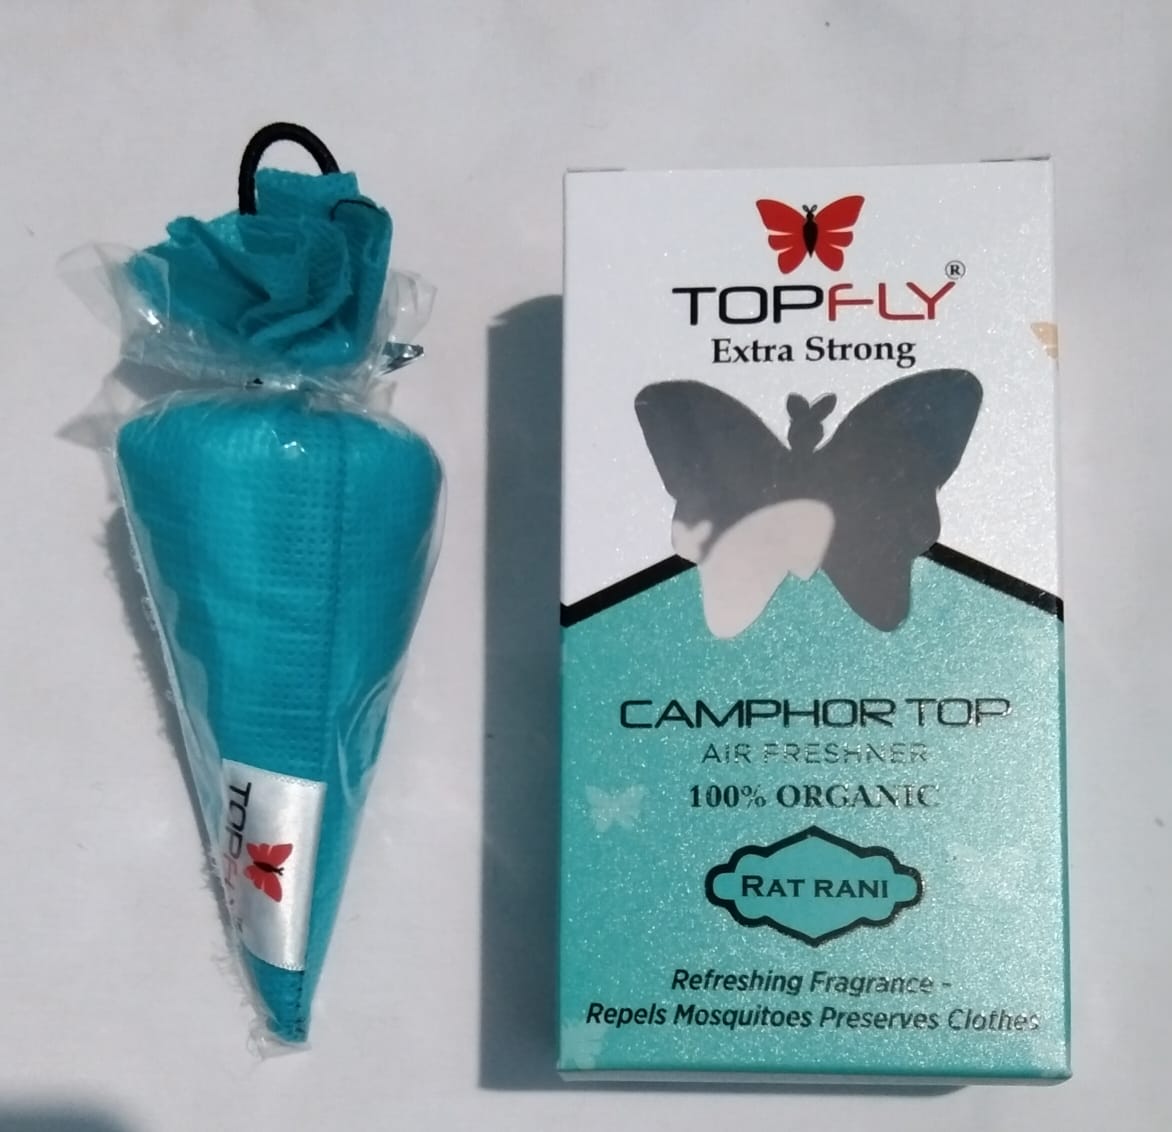 TOPFLY®
Extra Strong
CAMPHOR TOP
AIR FRESHNER
100% ORGANIC
RAT RANI
Refreshing Fragrance -
Repels Mosquitoes Preserves Clothes
TOPFLY